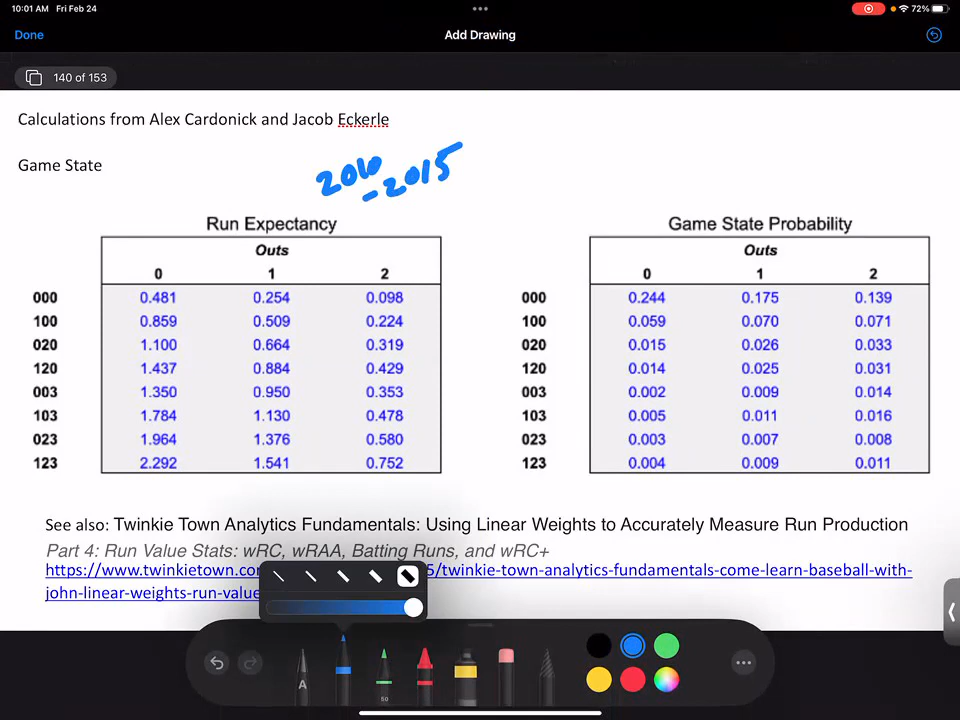 10:01 AM Fri Feb 24
72%
Done
Add Drawing
140 of 153
Calculations from Alex Cardonick and Jacob Eckerle
Game State
2010
-2015
Run Expectancy
Outs
0 1 2
000 0.481 0.254 0.098
100 0.859 0.509 0.224
020 1.100 0.664 0.319
120 1.437 0.884 0.429
003 1.350 0.950 0.353
103 1.784 1.130 0.478
023 1.964 1.376 0.580
123 2.292 1.541 0.752
Game State Probability
Outs
0 1 2
000 0.244 0.175 0.139
100 0.059 0.070 0.071
020 0.015 0.026 0.033
120 0.014 0.025 0.031
003 0.002 0.009 0.014
103 0.005 0.011 0.016
023 0.003 0.007 0.008
123 0.004 0.009 0.011
See also: Twinkie Town Analytics Fundamentals: Using Linear Weights to Accurately Measure Run Production
Part 4: Run Value Stats: wRC, wRAA, Batting Runs, and wRC+
https://www.twinkietown.co 5/twinkie-town-analytics-fundamentals-come-learn-baseball-with-
john-linear-weights-run-value
A
80